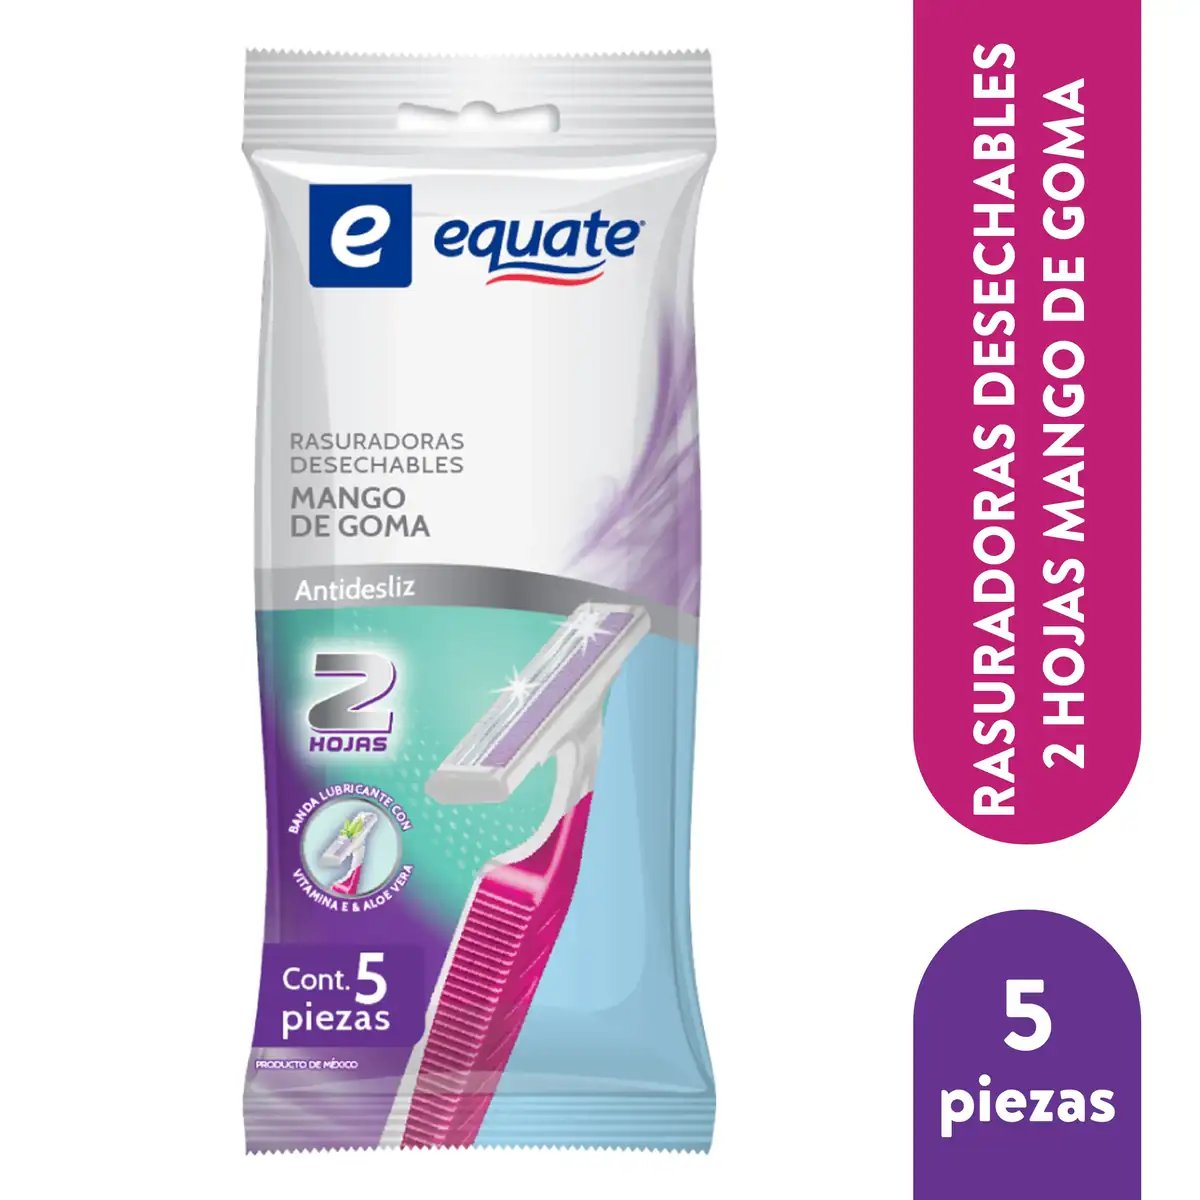 e equate
RASURADORAS
DESECHABLES
MANGO
DE GOMA
Antidesliz
2
HOJAS
BANDA LUBRICANTE CON
VITAMINA E & ALOE VERA
Cont. 5
piezas
PRODUCTO DE MÉXICO
RASURADORAS DESECHABLES
2 HOJAS MANGO DE GOMA
5
piezas